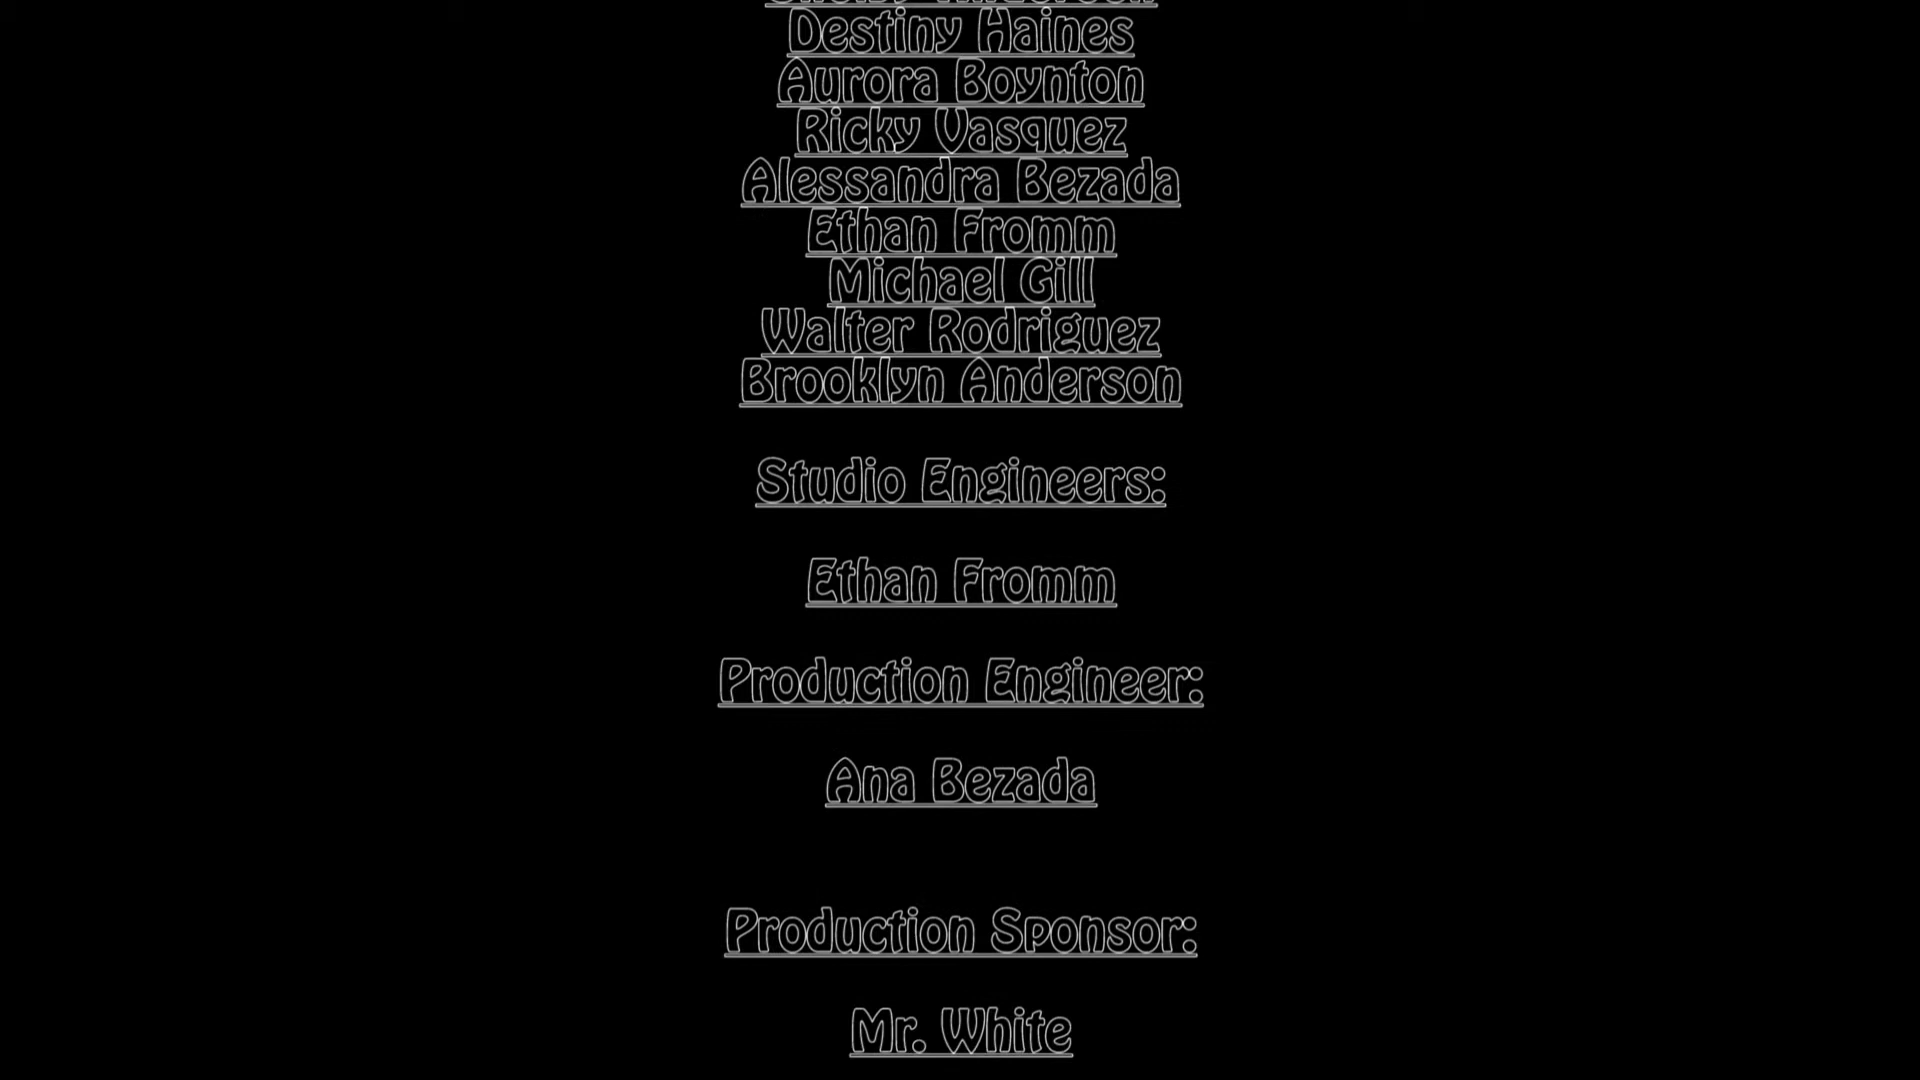 Destiny Haines
Aurora Boynton
Ricky Vasquez
Alessandra Bezada
Ethan Fromm
Michael Gill
Walter Rodriguez
Brooklyn Anderson
Studio Engineers:
Ethan Fromm
Production Engineer:
Ana Bezada
Production Sponsor:
Mr. White